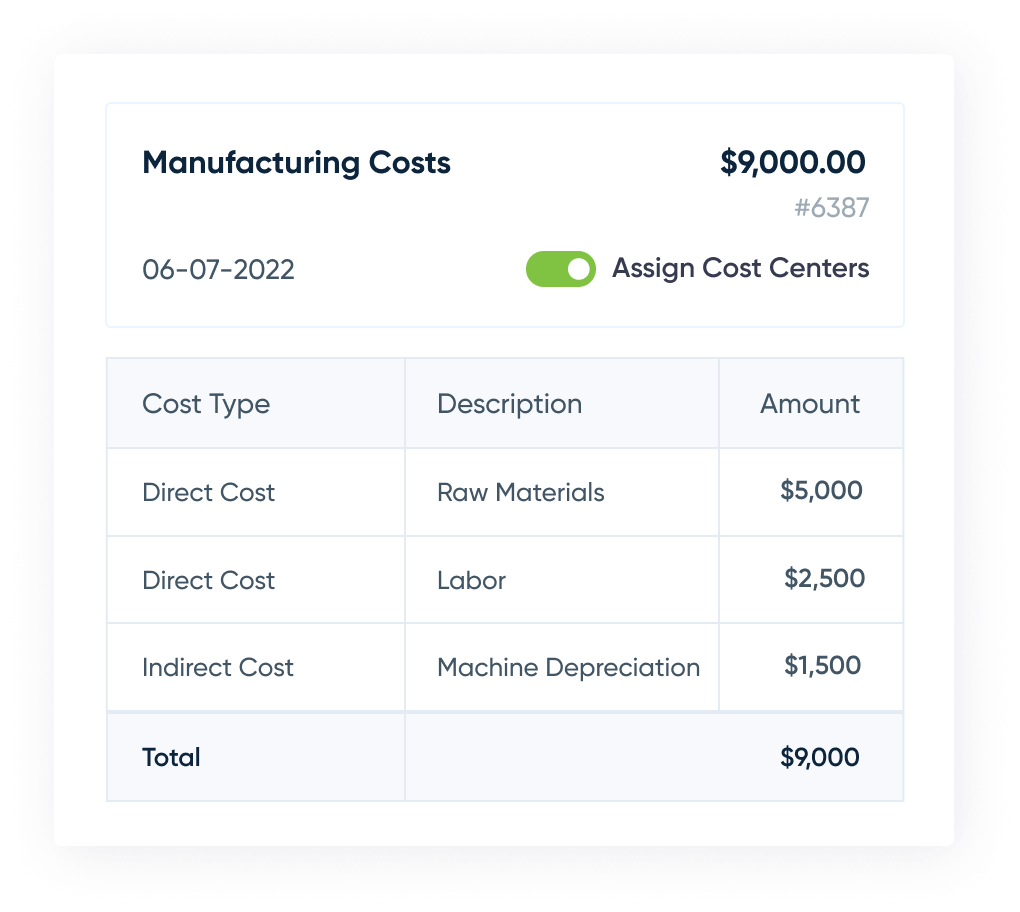 Manufacturing Costs $9,000.00
#6387
06-07-2022 Assign Cost Centers
Cost Type Description Amount
Direct Cost Raw Materials $5,000
Direct Cost Labor $2,500
Indirect Cost Machine Depreciation $1,500
Total $9,000